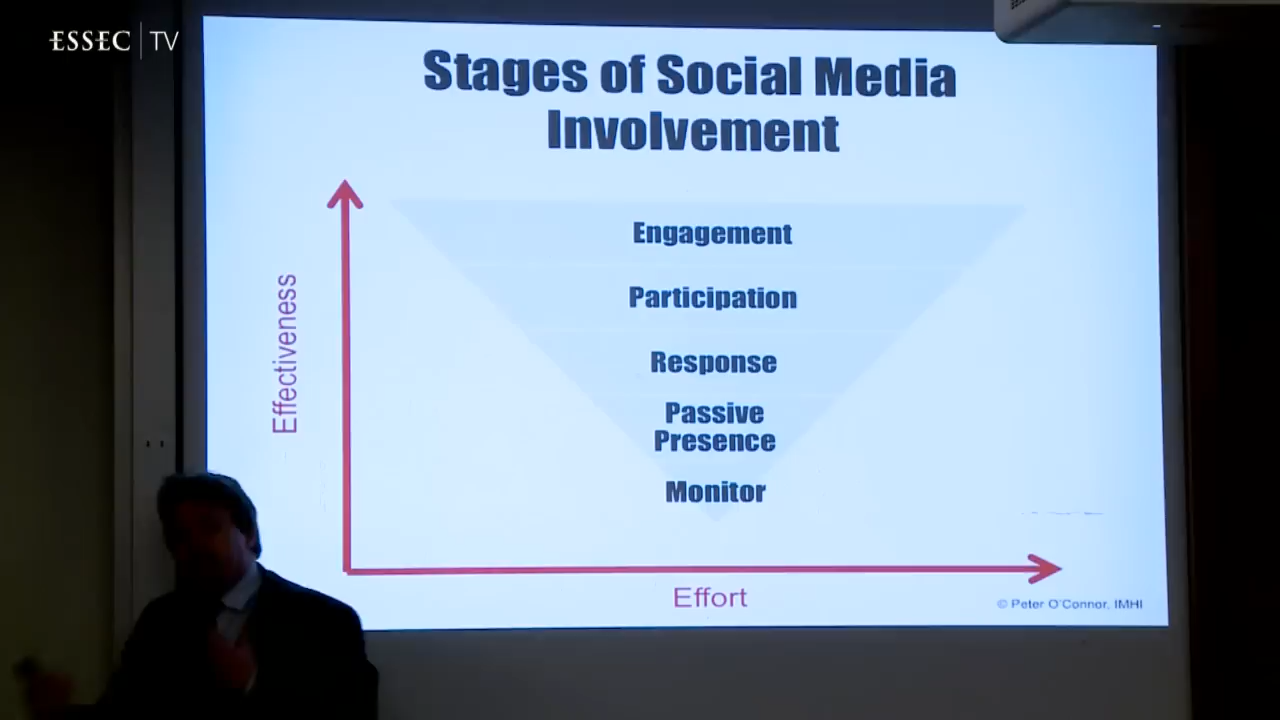 ESSEC TV
Stages of Social Media
Involvement
Engagement
Participation
Response
Passive
Presence
Monitor
Effectiveness
Effort
© Peter O'Connor, IMHI